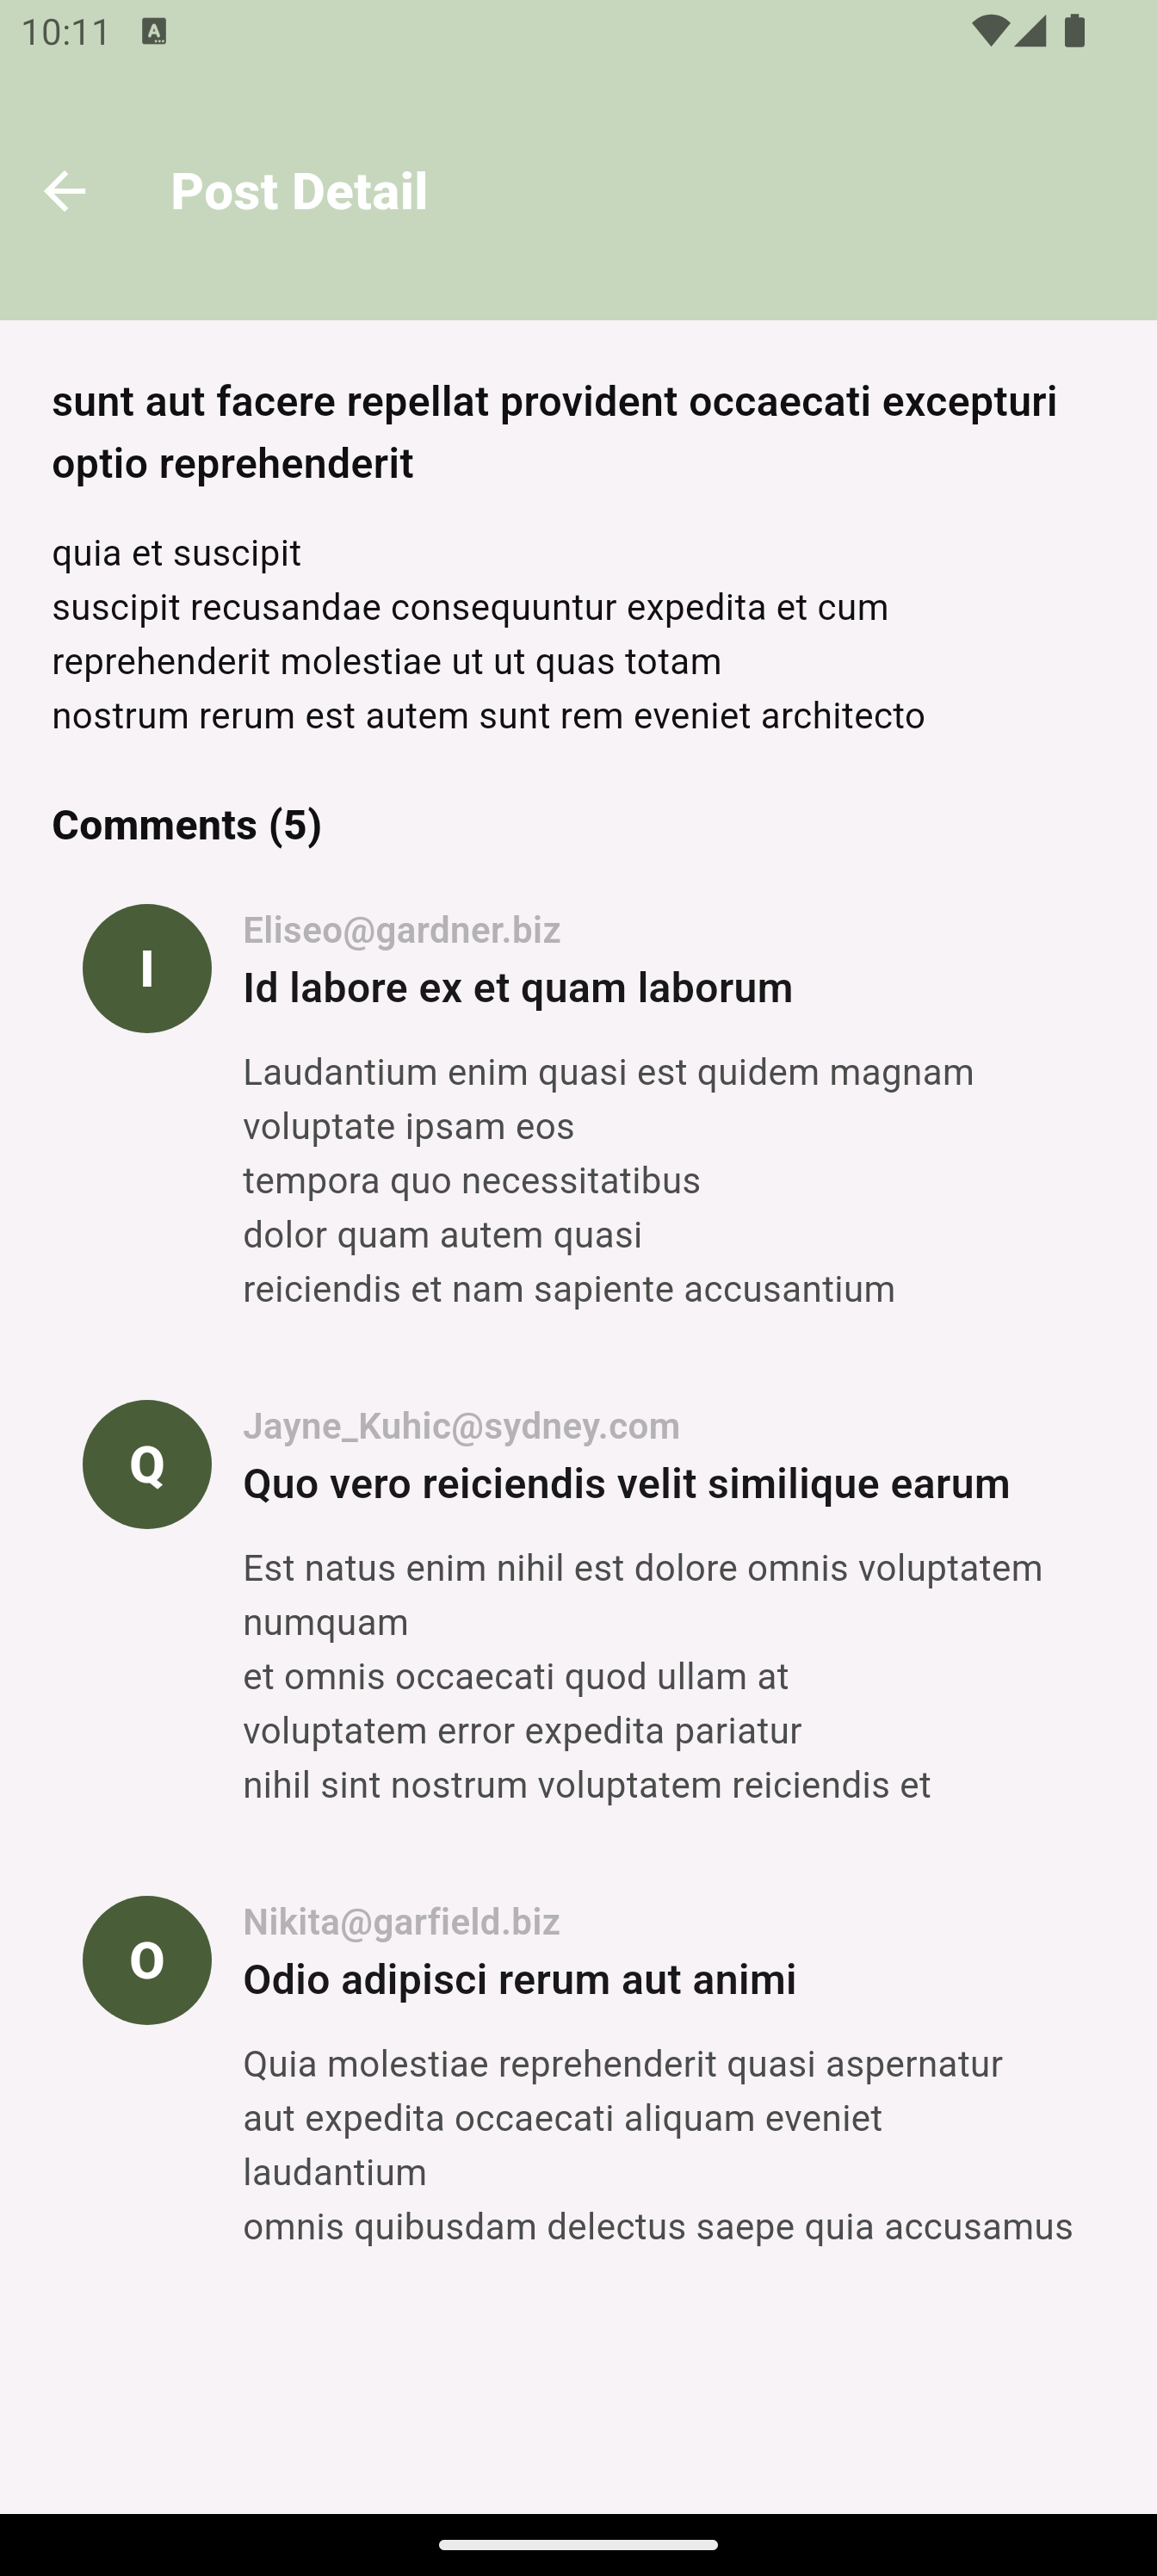 10:11
A
Post Detail
sunt aut facere repellat provident occaecati excepturi
optio reprehenderit
quia et suscipit
suscipit recusandae consequuntur expedita et cum
reprehenderit molestiae ut ut quas totam
nostrum rerum est autem sunt rem eveniet architecto
Comments (5)
I
Eliseo@gardner.biz
Id labore ex et quam laborum
Laudantium enim quasi est quidem magnam
voluptate ipsam eos
tempora quo necessitatibus
dolor quam autem quasi
reiciendis et nam sapiente accusantium
Q
Jayne_Kuhic@sydney.com
Quo vero reiciendis velit similique earum
Est natus enim nihil est dolore omnis voluptatem
numquam
et omnis occaecati quod ullam at
voluptatem error expedita pariatur
nihil sint nostrum voluptatem reiciendis et
O
Nikita@garfield.biz
Odio adipisci rerum aut animi
Quia molestiae reprehenderit quasi aspernatur
aut expedita occaecati aliquam eveniet
laudantium
omnis quibusdam delectus saepe quia accusamus